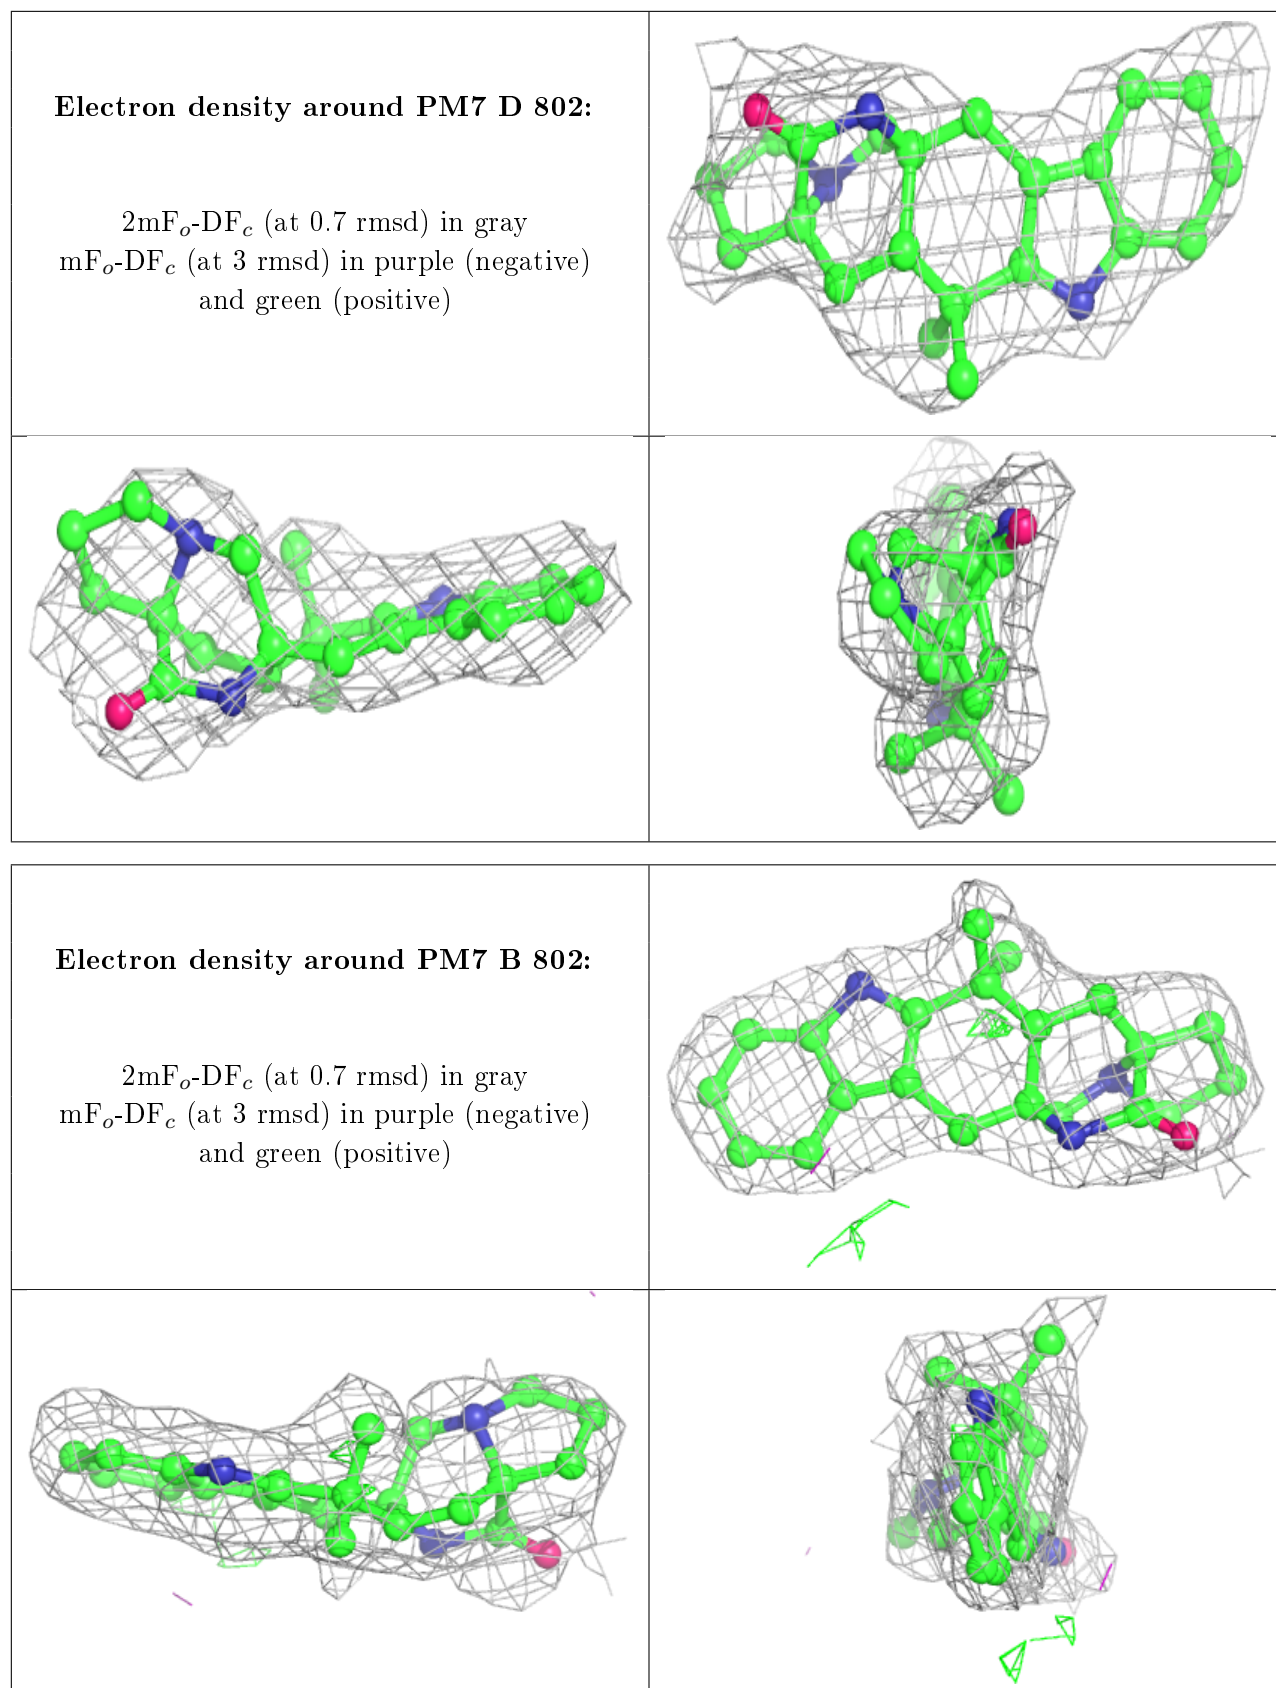 Electron density around PM7 D 802:
2mFo-DFc (at 0.7 rmsd) in gray
mFo-DFc (at 3 rmsd) in purple (negative)
and green (positive)
Electron density around PM7 B 802:
2mFo-DFc (at 0.7 rmsd) in gray
mFo-DFc (at 3 rmsd) in purple (negative)
and green (positive)